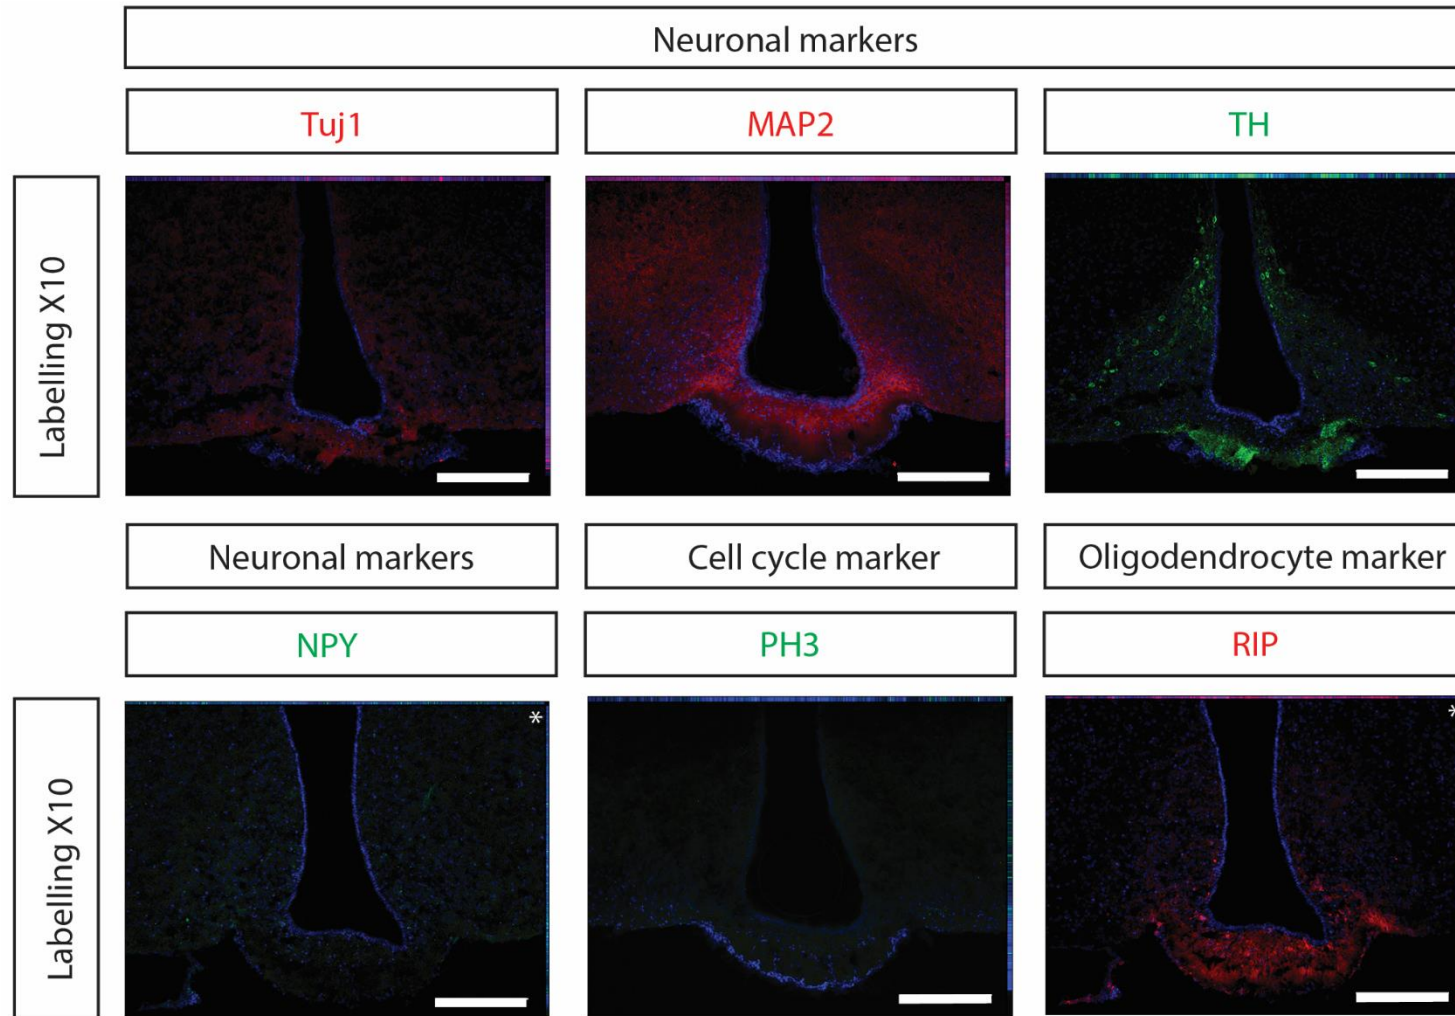 Neuronal markers
Tuj1
MAP2
TH
Labelling X10
Neuronal markers
Cell cycle marker
Oligodendrocyte marker
NPY
PH3
RIP
Labelling X10
*
*